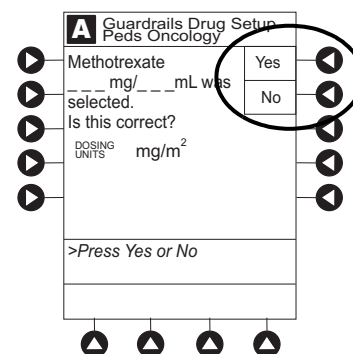 A Guardrails Drug Setup
Peds Oncology
Methotrexate
_ _ _ mg/_ _ _mL was
selected.
Is this correct?
DOSING
UNITS mg/m²
Yes
No
>Press Yes or No